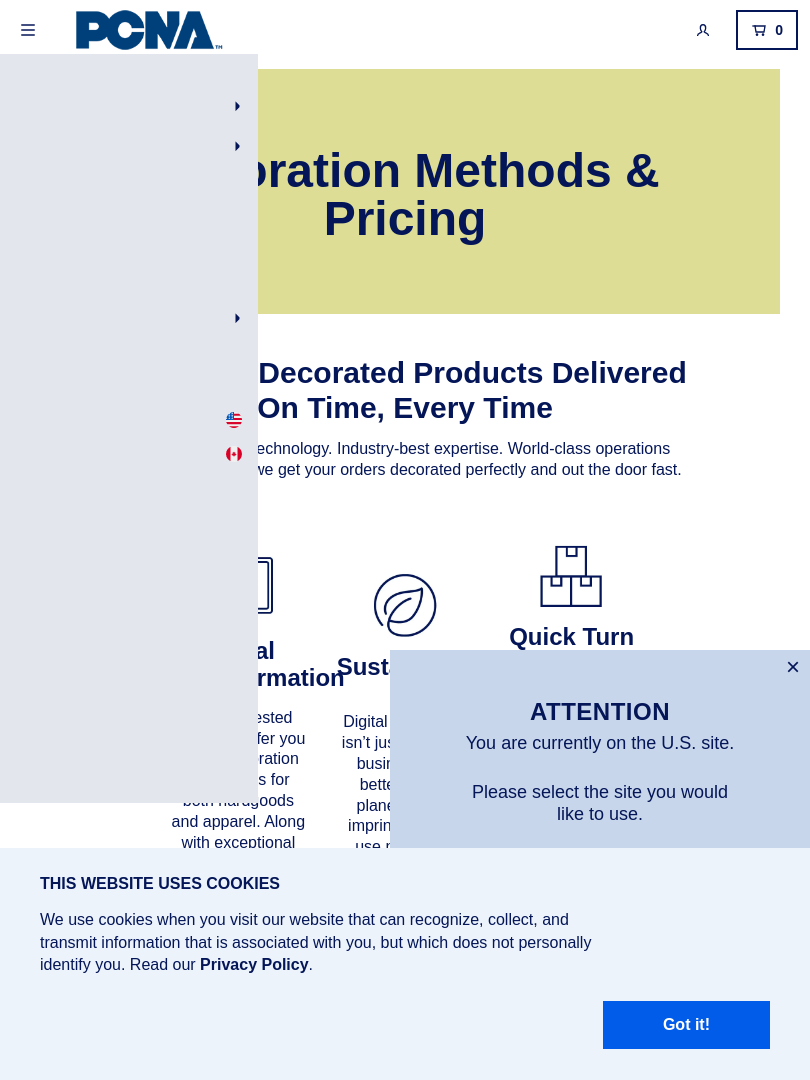 PCNA™
0
oration Methods &
Pricing
Decorated Products Delivered
On Time, Every Time
echnology. Industry-best expertise. World-class operations
we get your orders decorated perfectly and out the door fast.
Quick Turn
al
rmation
Susta
ested
fer you
eration
s for
both hardgoods
and apparel. Along
with exceptional
Digital
isn’t jus
busin
bette
plane
imprin
use
ATTENTION
You are currently on the U.S. site.
Please select the site you would
like to use.
THIS WEBSITE USES COOKIES
We use cookies when you visit our website that can recognize, collect, and
transmit information that is associated with you, but which does not personally
identify you. Read our Privacy Policy.
Got it!